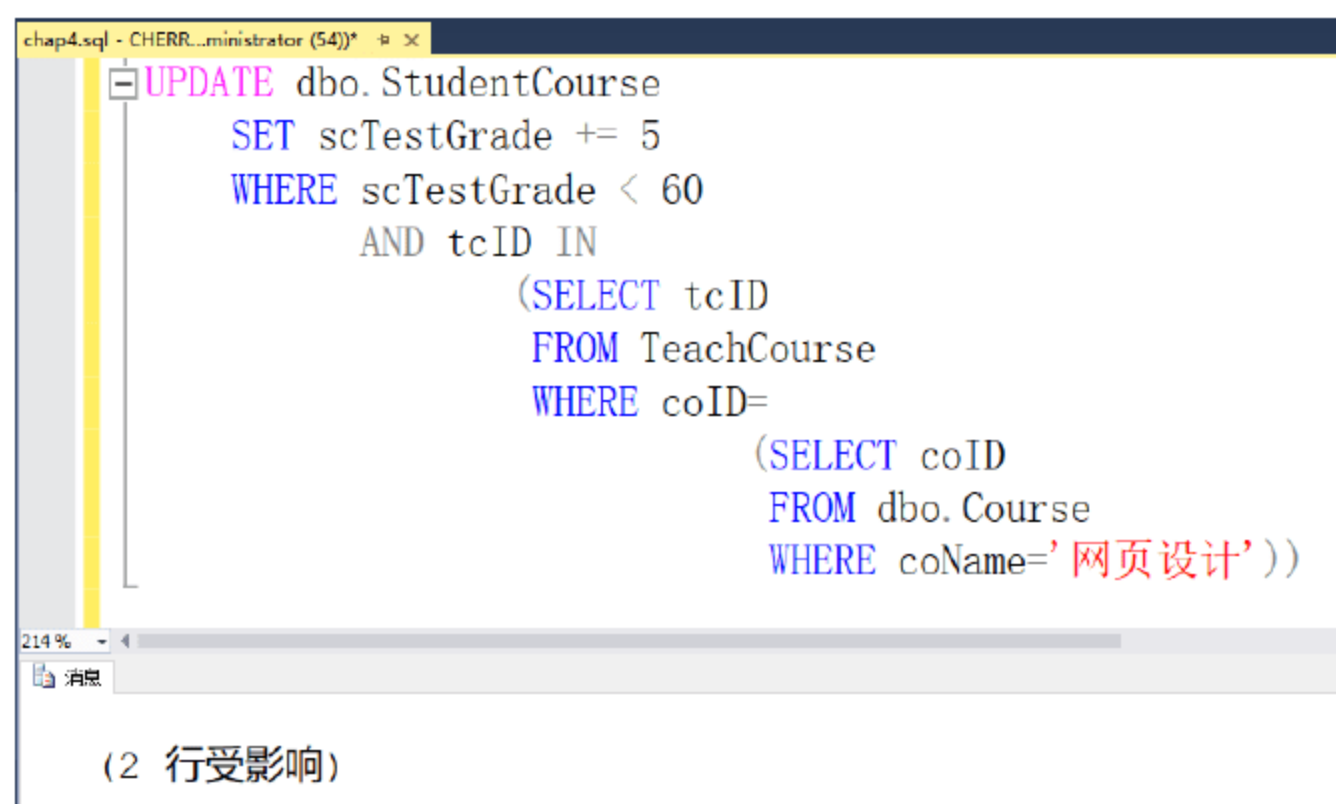 chap4.sql - CHERR...ministrator (54))*
UPDATE dbo.StudentCourse
SET scTestGrade += 5
WHERE scTestGrade < 60
AND tcID IN
(SELECT tcID
FROM TeachCourse
WHERE coID=
(SELECT coID
FROM dbo.Course
WHERE coName='网页设计'))
214 %
消息
(2 行受影响)